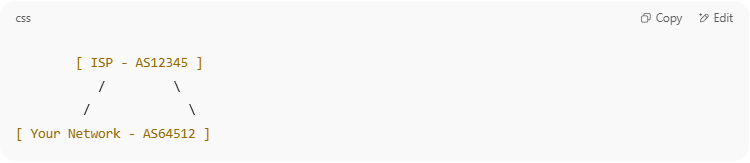 css
Copy
Edit
[ ISP - AS12345 ]
/ \
/ \
[ Your Network - AS64512 ]